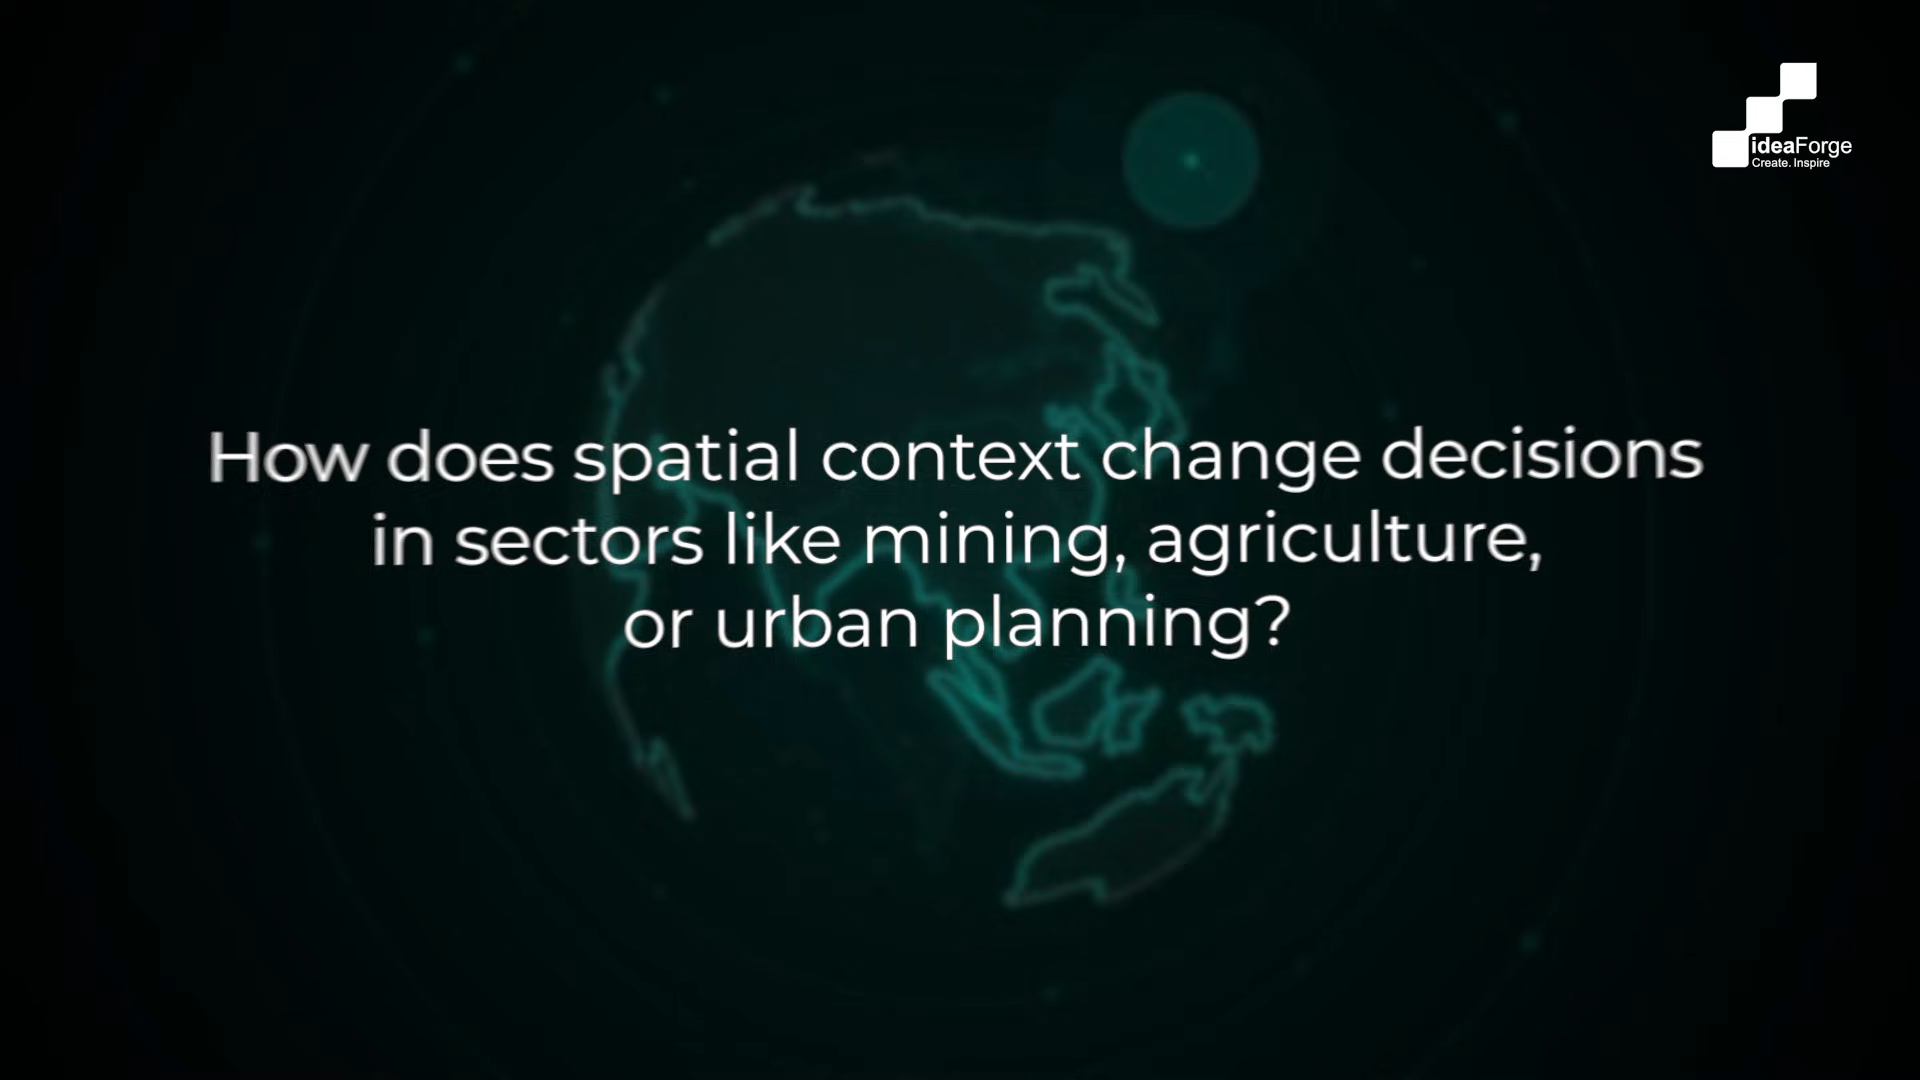 ideaForge
Create. Inspire
How does spatial context change decisions
in sectors like mining, agriculture,
or urban planning?